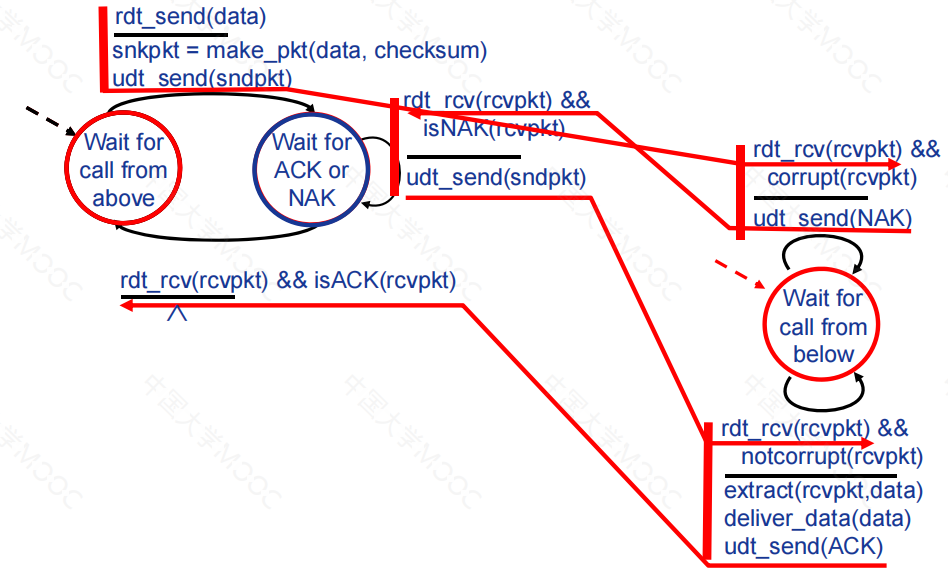 rdt_send(data)
snkpkt = make_pkt(data, checksum)
udt_send(sndpkt)
rdt_rcv(rcvpkt) &&
isNAK(rcvpkt)
udt_send(sndpkt)
Wait for
call from
above
Wait for
ACK or
NAK
rdt_rcv(rcvpkt) && isACK(rcvpkt)
Λ
rdt_rcv(rcvpkt) &&
corrupt(rcvpkt)
udt_send(NAK)
Wait for
call from
below
rdt_rcv(rcvpkt) &&
notcorrupt(rcvpkt)
extract(rcvpkt,data)
deliver_data(data)
udt_send(ACK)
中国大学MOOC